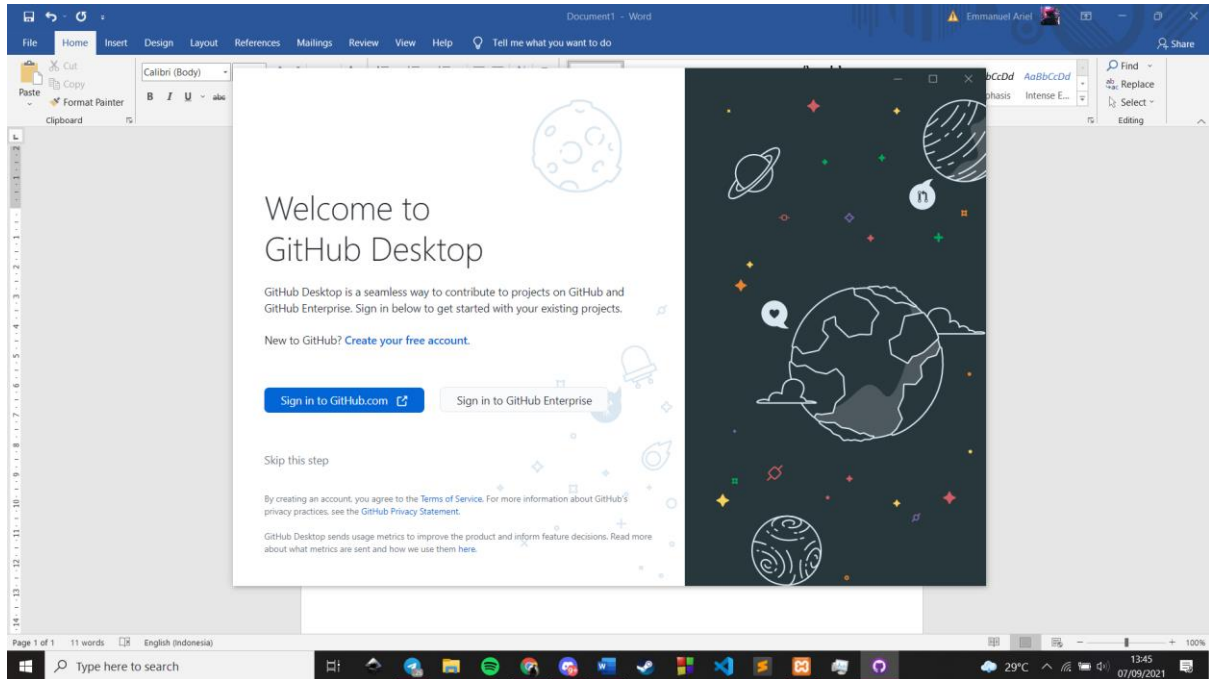 Document1 - Word
Emmanuel Ariel
File Home Insert Design Layout References Mailings Review View Help Tell me what you want to do
Share
Cut
Copy
Paste
Format Painter
Clipboard
Calibri (Body)
B I U abc
AaBbCcDd
Intense E...
Find
Replace
Select
Editing
Welcome to
GitHub Desktop
GitHub Desktop is a seamless way to contribute to projects on GitHub and
GitHub Enterprise. Sign in below to get started with your existing projects.
New to GitHub? Create your free account.
Sign in to GitHub.com
Sign in to GitHub Enterprise
Skip this step
By creating an account, you agree to the Terms of Service. For more information about GitHub's
privacy practices, see the GitHub Privacy Statement.
GitHub Desktop sends usage metrics to improve the product and inform feature decisions. Read more
about what metrics are sent and how we use them here.
Page 1 of 1 11 words English (Indonesia)
100%
Type here to search
29°C
13:45
07/09/2021